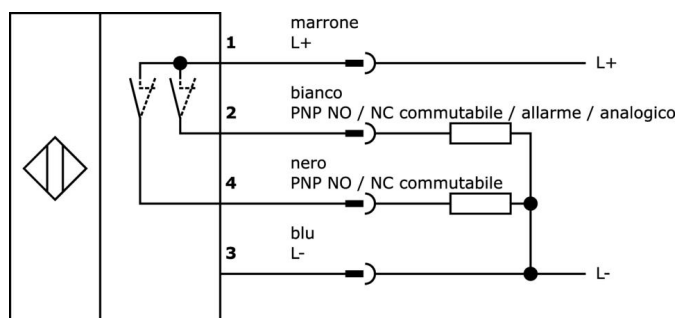 marrone
1 L+
L+
bianco
2 PNP NO / NC commutabile / allarme / analogico
nero
4 PNP NO / NC commutabile
blu
3 L-
L-